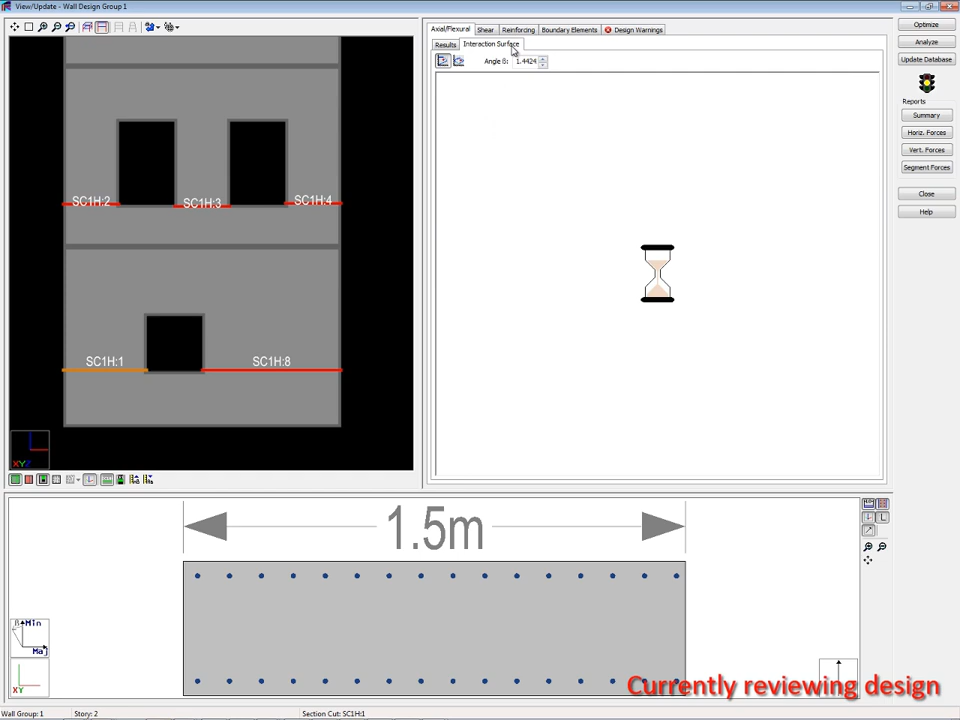 View/Update - Wall Design Group 1
Axial/Flexural Shear Reinforcing Boundary Elements Design Warnings
Results Interaction Surface
Angle ß: 1.4424
Optimize
Analyze
Update Database
Reports
Summary
Horiz. Forces
Vert. Forces
Segment Forces
Close
Help
SC1H:2 SC1H:3 SC1H:4
SC1H:1 SC1H:8
XYZ
1.5m
Min
Maj
XY
Currently reviewing design
Wall Group: 1 Story: 2 Section Cut: SC1H:1